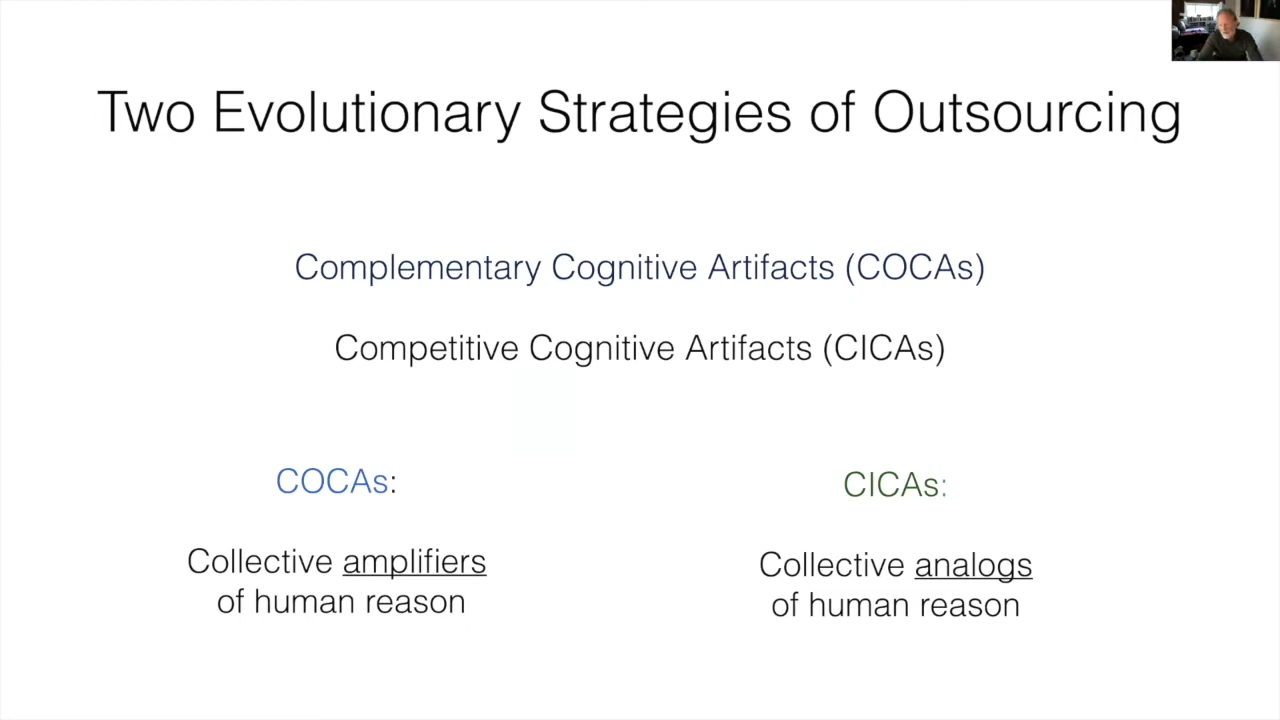 Two Evolutionary Strategies of Outsourcing
Complementary Cognitive Artifacts (COCAs)
Competitive Cognitive Artifacts (CICAs)
COCAs:
Collective amplifiers
of human reason
CICAs:
Collective analogs
of human reason